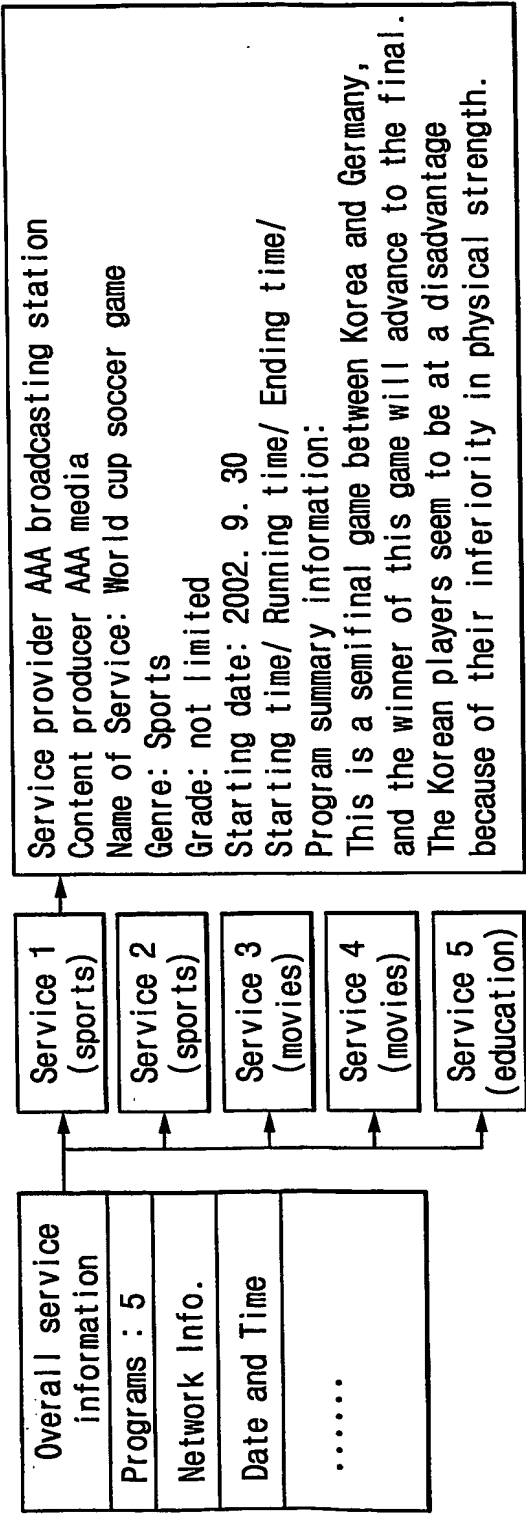 Overall service
information
Programs : 5
Network Info.
Date and Time
.......
Service 1
(sports)
Service 2
(sports)
Service 3
(movies)
Service 4
(movies)
Service 5
(education)
Service provider AAA broadcasting station
Content producer AAA media
Name of Service: World cup soccer game
Genre: Sports
Grade: not limited
Starting date: 2002. 9. 30
Starting time/ Running time/ Ending time/
Program summary information:
This is a semifinal game between Korea and Germany,
and the winner of this game will advance to the final.
The Korean players seem to be at a disadvantage
because of their inferiority in physical strength.